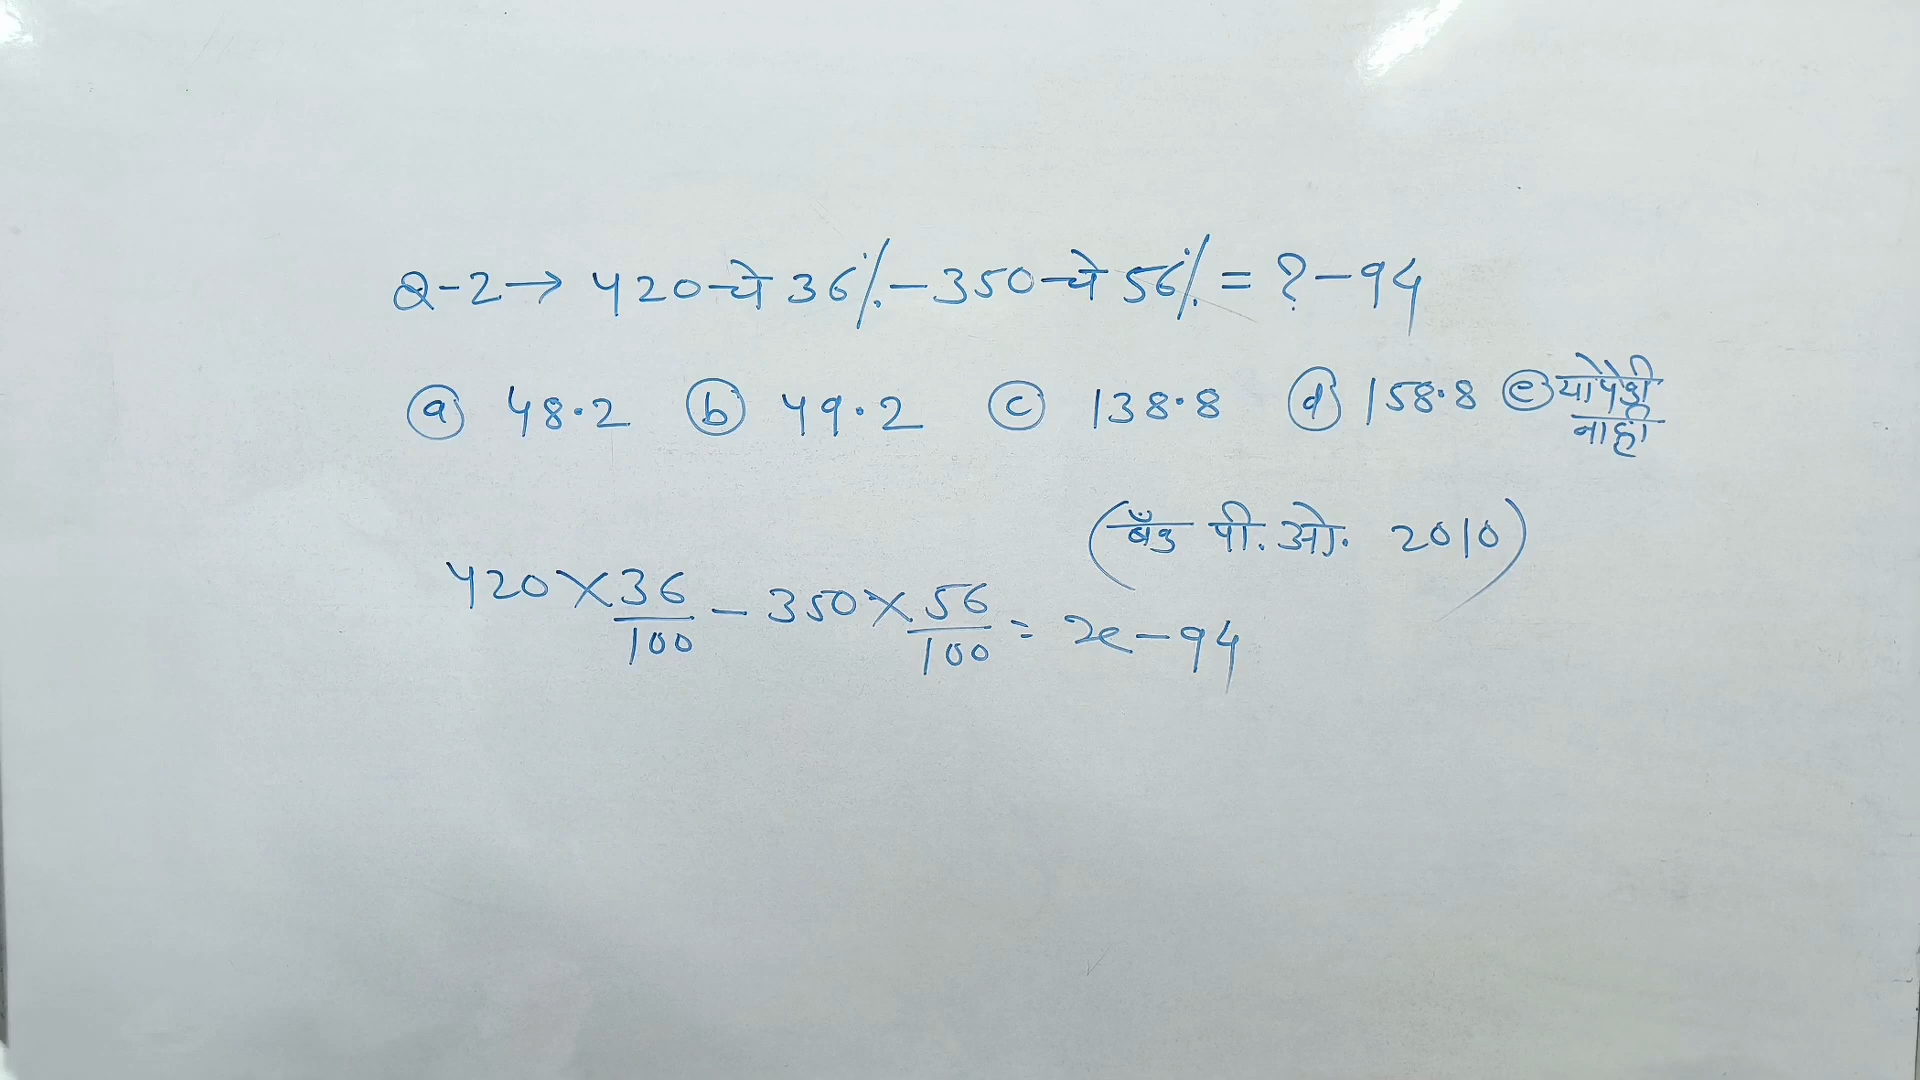 Q-2→ 420 चे 36% - 350 चे 56% = ? - 94
ⓐ 48.2 ⓑ 49.2 ⓒ 138.8 ⓓ 158.8 ⓔ यापैकी
नाही
(बँक पी.ओ. 2010)
420 × 36/100 - 350 × 56/100 = x - 94